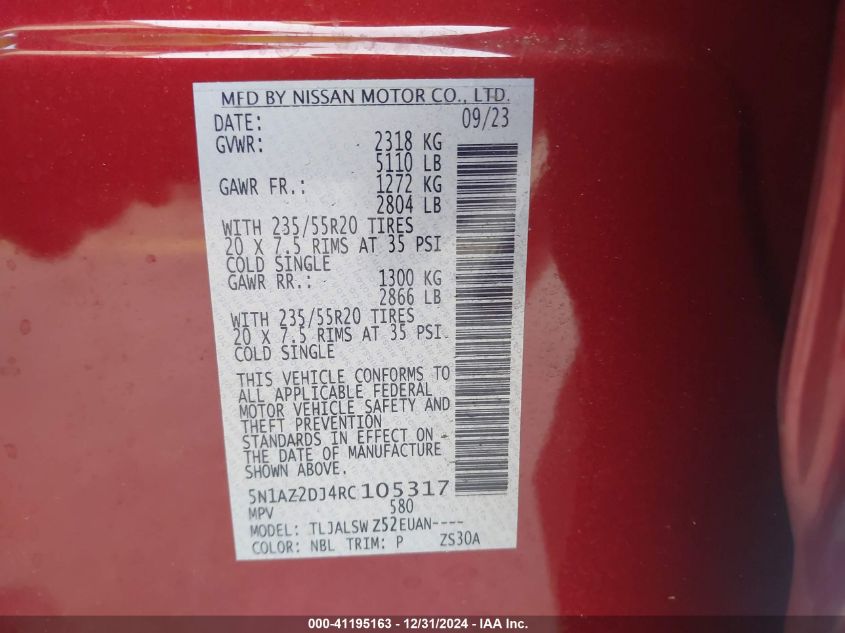 MFD BY NISSAN MOTOR CO., LTD.
DATE: 09/23
GVWR: 2318 KG
5110 LB
GAWR FR.: 1272 KG
2804 LB
WITH 235/55R20 TIRES
20 X 7.5 RIMS AT 35 PSI
COLD SINGLE
GAWR RR.: 1300 KG
2866 LB
WITH 235/55R20 TIRES
20 X 7.5 RIMS AT 35 PSI
COLD SINGLE
THIS VEHICLE CONFORMS TO
ALL APPLICABLE FEDERAL
MOTOR VEHICLE SAFETY AND
THEFT PREVENTION
STANDARDS IN EFFECT ON
THE DATE OF MANUFACTURE
SHOWN ABOVE.
5N1AZ2DJ4RC105317
MPV 580
MODEL: TLJALSWZ52EUAN----
COLOR: NBL TRIM: P ZS30A
000-41195163 - 12/31/2024 - IAA Inc.